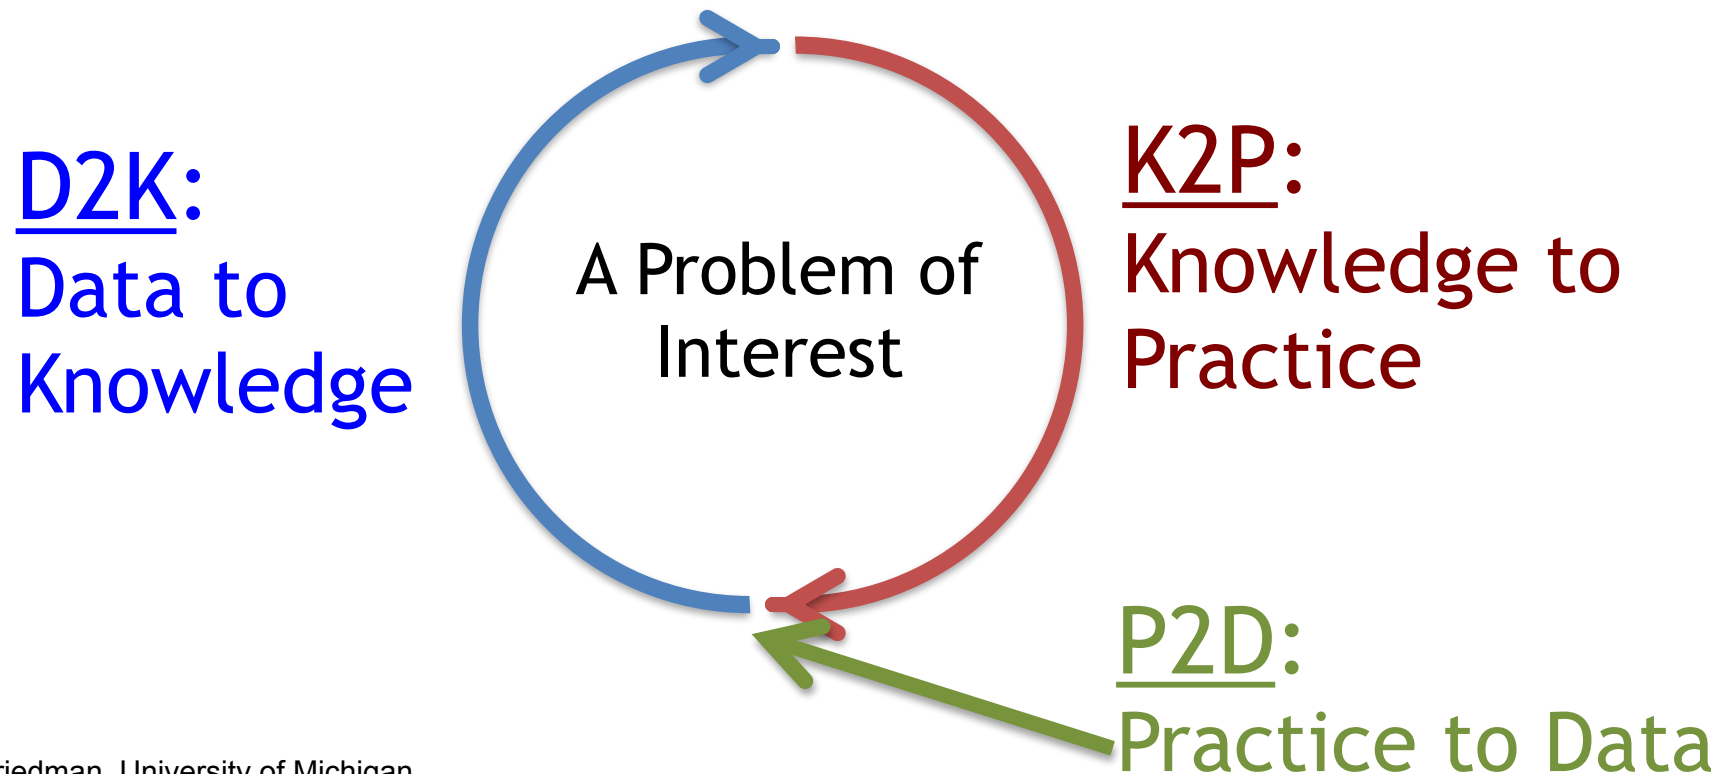 D2K:
Data to
Knowledge
A Problem of
Interest
K2P:
Knowledge to
Practice
P2D:
Practice to Data
University of Michigan